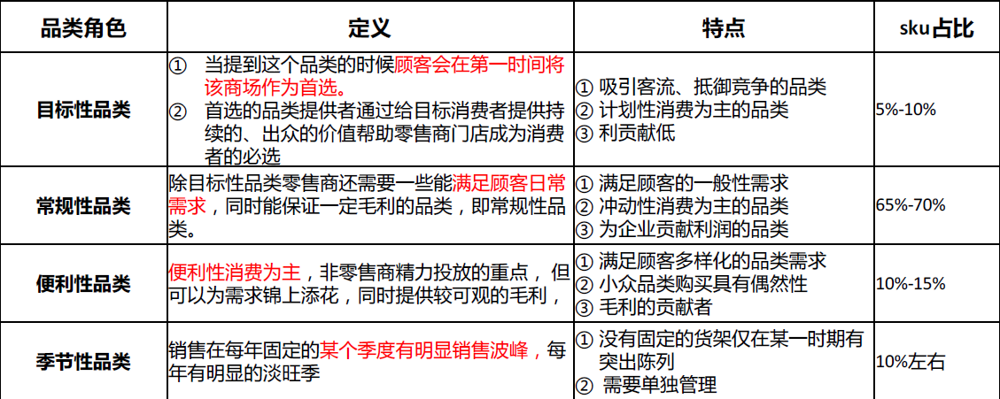 品类角色
定义
特点
sku占比
目标性品类
① 当提到这个品类的时候顾客会在第一时间将
该商场作为首选。
② 首选的品类提供者通过给目标消费者提供持
续的、出众的价值帮助零售商门店成为消费
者的必选
① 吸引客流、抵御竞争的品类
② 计划性消费为主的品类
③ 利贡献低
5%-10%
常规性品类
除目标性品类零售商还需要一些能满足顾客日常
需求，同时能保证一定毛利的品类，即常规性品
类。
① 满足顾客的一般性需求
② 冲动性消费为主的品类
③ 为企业贡献利润的品类
65%-70%
便利性品类
便利性消费为主，非零售商精力投放的重点， 但
可以为需求锦上添花，同时提供较可观的毛利，
① 满足顾客多样化的品类需求
② 小众品类购买具有偶然性
③ 毛利的贡献者
10%-15%
季节性品类
销售在每年固定的某个季度有明显销售波峰，每
年有明显的淡旺季
① 没有固定的货架仅在某一时期有
突出陈列
② 需要单独管理
10%左右